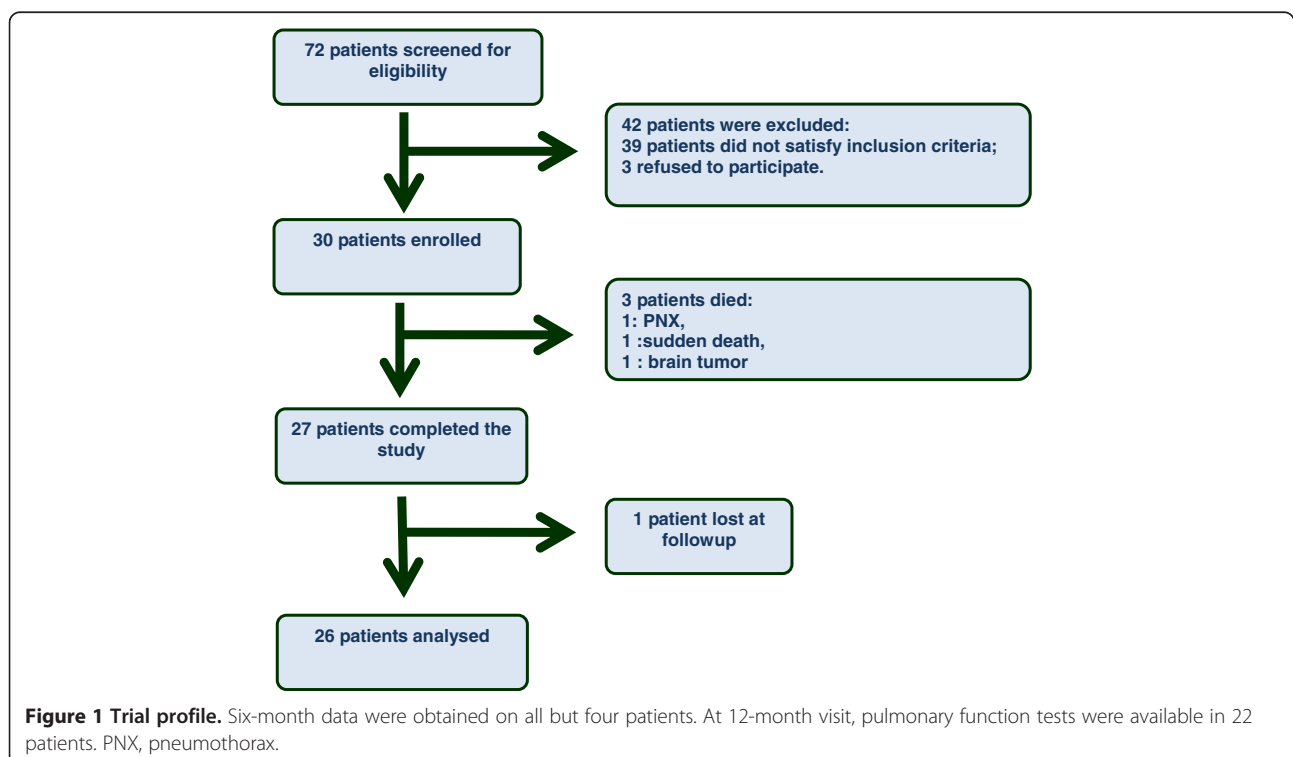 72 patients screened for
eligibility
42 patients were excluded:
39 patients did not satisfy inclusion criteria;
3 refused to participate.
30 patients enrolled
3 patients died:
1: PNX,
1 :sudden death,
1 : brain tumor
27 patients completed the
study
1 patient lost at
followup
26 patients analysed
Figure 1 Trial profile. Six-month data were obtained on all but four patients. At 12-month visit, pulmonary function tests were available in 22
patients. PNX, pneumothorax.